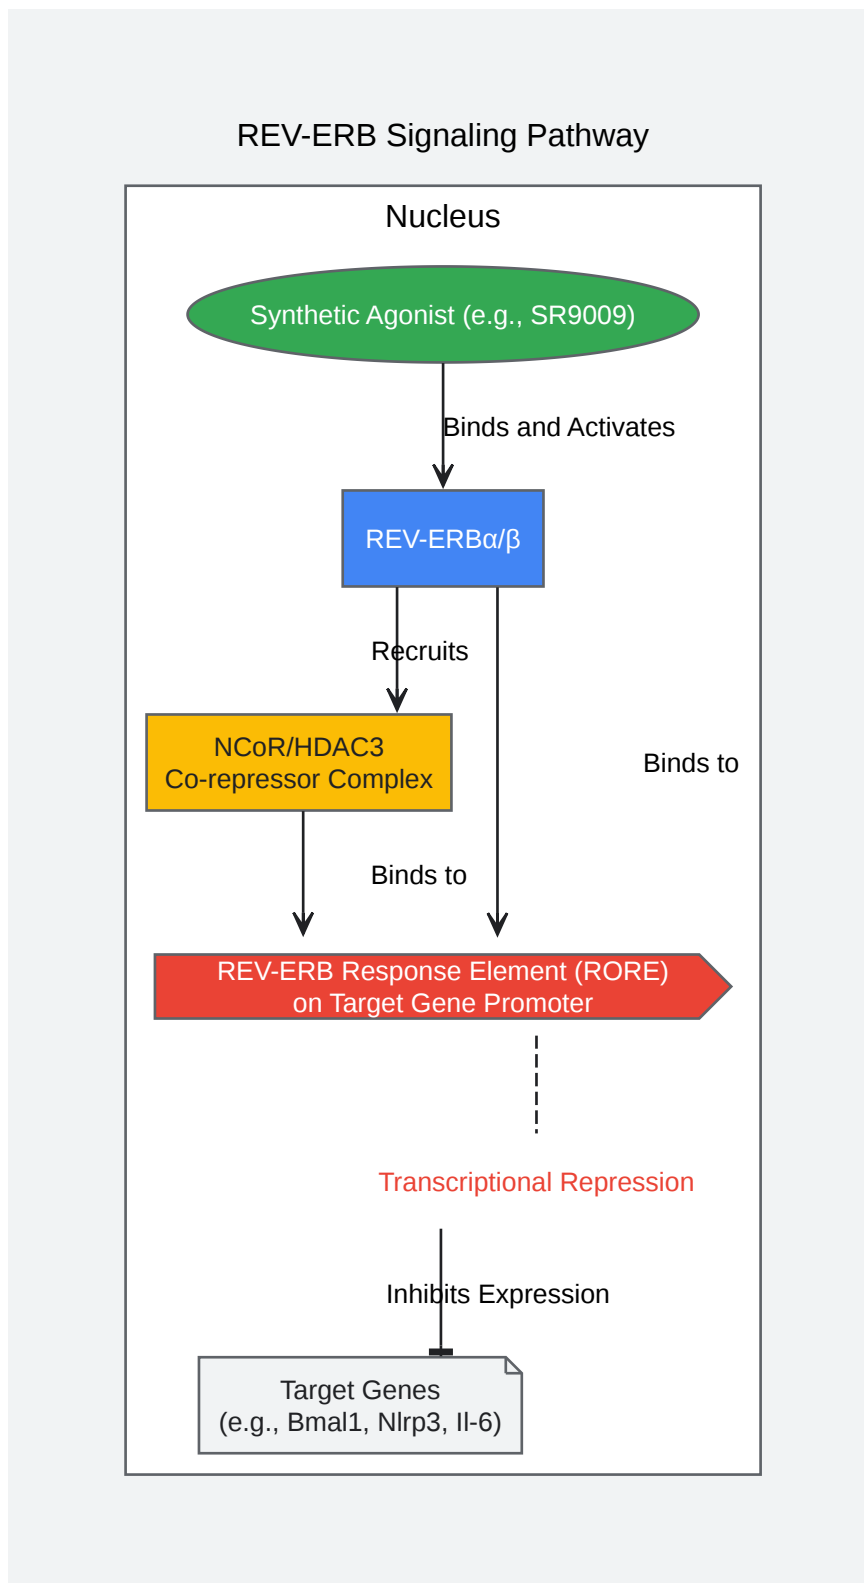 REV-ERB Signaling Pathway
Nucleus
Synthetic Agonist (e.g., SR9009)
Binds and Activates
REV-ERBα/β
Recruits
NCoR/HDAC3
Co-repressor Complex
Binds to
Binds to
REV-ERB Response Element (RORE)
on Target Gene Promoter
Transcriptional Repression
Inhibits Expression
Target Genes
(e.g., Bmal1, Nlrp3, Il-6)